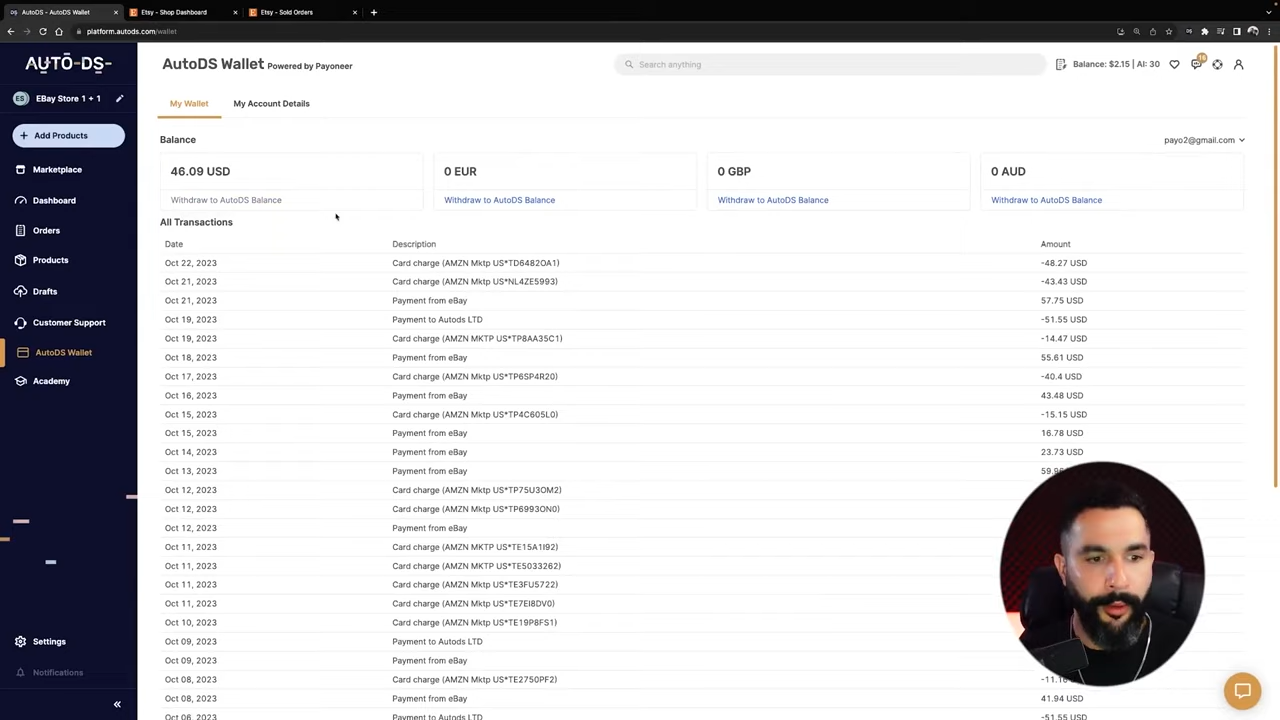 AutoDS - AutoDS Wallet
Etsy - Shop Dashboard
Etsy - Sold Orders
platform.autods.com/wallet
AUTO-DS-
ES EBay Store 1 + 1
+ Add Products
Marketplace
Dashboard
Orders
Products
Drafts
Customer Support
AutoDS Wallet
Academy
Settings
Notifications
AutoDS Wallet Powered by Payoneer
Search anything
Balance: $2.15 | AI: 30
My Wallet My Account Details
Balance
payo2@gmail.com
46.09 USD 0 EUR 0 GBP 0 AUD
Withdraw to AutoDS Balance Withdraw to AutoDS Balance Withdraw to AutoDS Balance Withdraw to AutoDS Balance
All Transactions
Date Description Amount
Oct 22, 2023 Card charge (AMZN Mktp US*TD6482OA1) -48.27 USD
Oct 21, 2023 Card charge (AMZN Mktp US*NL4ZE5993) -43.43 USD
Oct 21, 2023 Payment from eBay 57.75 USD
Oct 19, 2023 Payment to Autods LTD -51.55 USD
Oct 19, 2023 Card charge (AMZN MKTP US*TP8AA35C1) -14.47 USD
Oct 18, 2023 Payment from eBay 55.61 USD
Oct 17, 2023 Card charge (AMZN Mktp US*TP6SP4R20) -40.4 USD
Oct 16, 2023 Payment from eBay 43.48 USD
Oct 15, 2023 Card charge (AMZN Mktp US*TP4C605L0) -15.15 USD
Oct 15, 2023 Payment from eBay 16.78 USD
Oct 14, 2023 Payment from eBay 23.73 USD
Oct 13, 2023 Payment from eBay
Oct 12, 2023 Card charge (AMZN Mktp US*TP75U3OM2)
Oct 12, 2023 Card charge (AMZN Mktp US*TP6993ON0)
Oct 12, 2023 Payment from eBay
Oct 11, 2023 Card charge (AMZN MKTP US*TE15A1I92)
Oct 11, 2023 Card charge (AMZN MKTP US*TE5033262)
Oct 11, 2023 Card charge (AMZN Mktp US*TE3FU5722)
Oct 11, 2023 Card charge (AMZN Mktp US*TE7EI8DV0)
Oct 10, 2023 Card charge (AMZN Mktp US*TE19P8FS1)
Oct 09, 2023 Payment to Autods LTD
Oct 09, 2023 Payment from eBay
Oct 08, 2023 Card charge (AMZN Mktp US*TE2750PF2)
Oct 08, 2023 Payment from eBay 41.94 USD
Oct 06, 2023 Payment to Autods LTD -51.55 USD